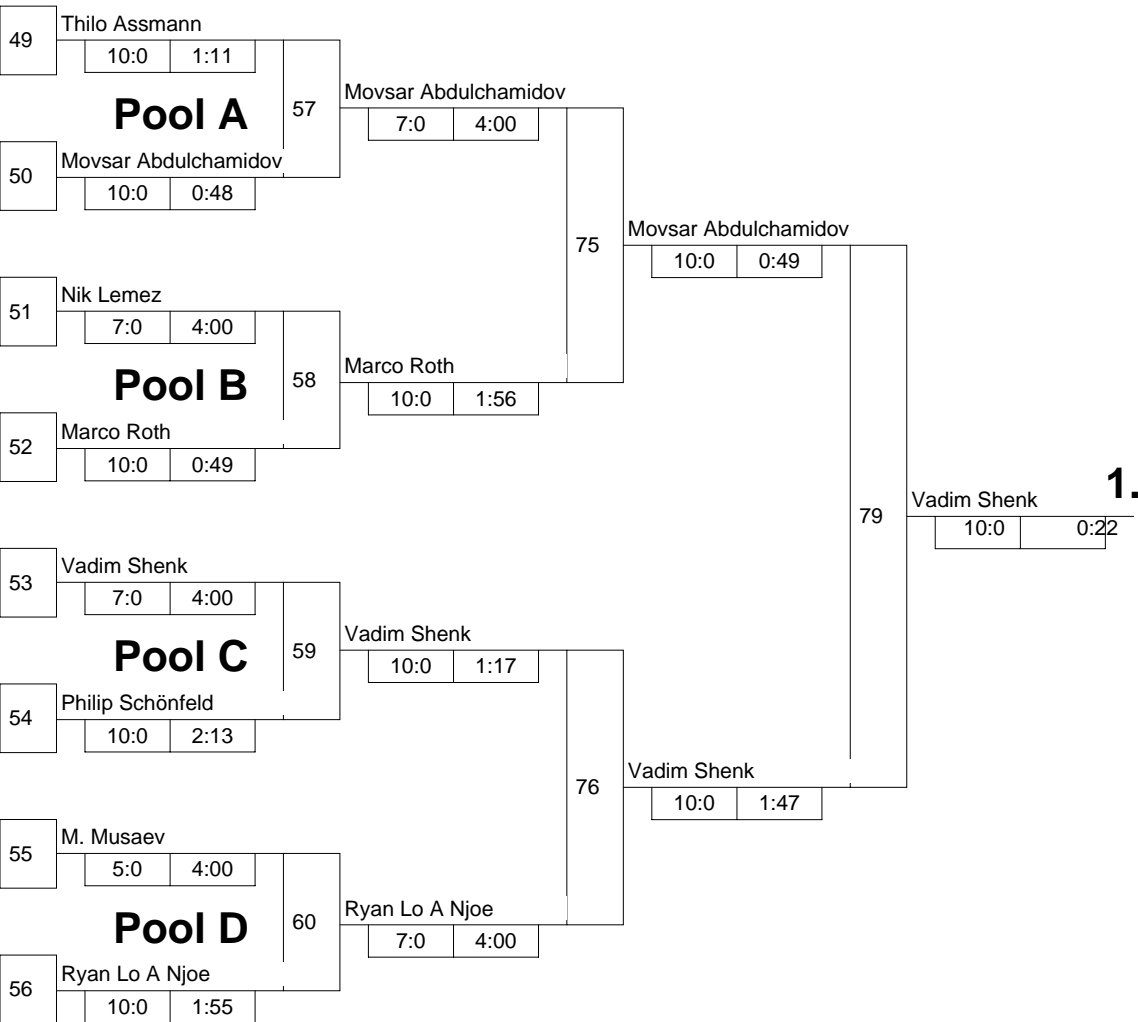 49
Thilo Assmann
10:0 1:11
Pool A
57
Movsar Abdulchamidov
7:0 4:00
50
Movsar Abdulchamidov
10:0 0:48
75
Movsar Abdulchamidov
10:0 0:49
51
Nik Lemez
7:0 4:00
Pool B
58
Marco Roth
10:0 1:56
52
Marco Roth
10:0 0:49
79
Vadim Shenk
1.
10:0 0:22
53
Vadim Shenk
7:0 4:00
Pool C
59
Vadim Shenk
10:0 1:17
54
Philip Schönfeld
10:0 2:13
76
Vadim Shenk
10:0 1:47
55
M. Musaev
5:0 4:00
Pool D
60
Ryan Lo A Njoe
7:0 4:00
56
Ryan Lo A Njoe
10:0 1:55